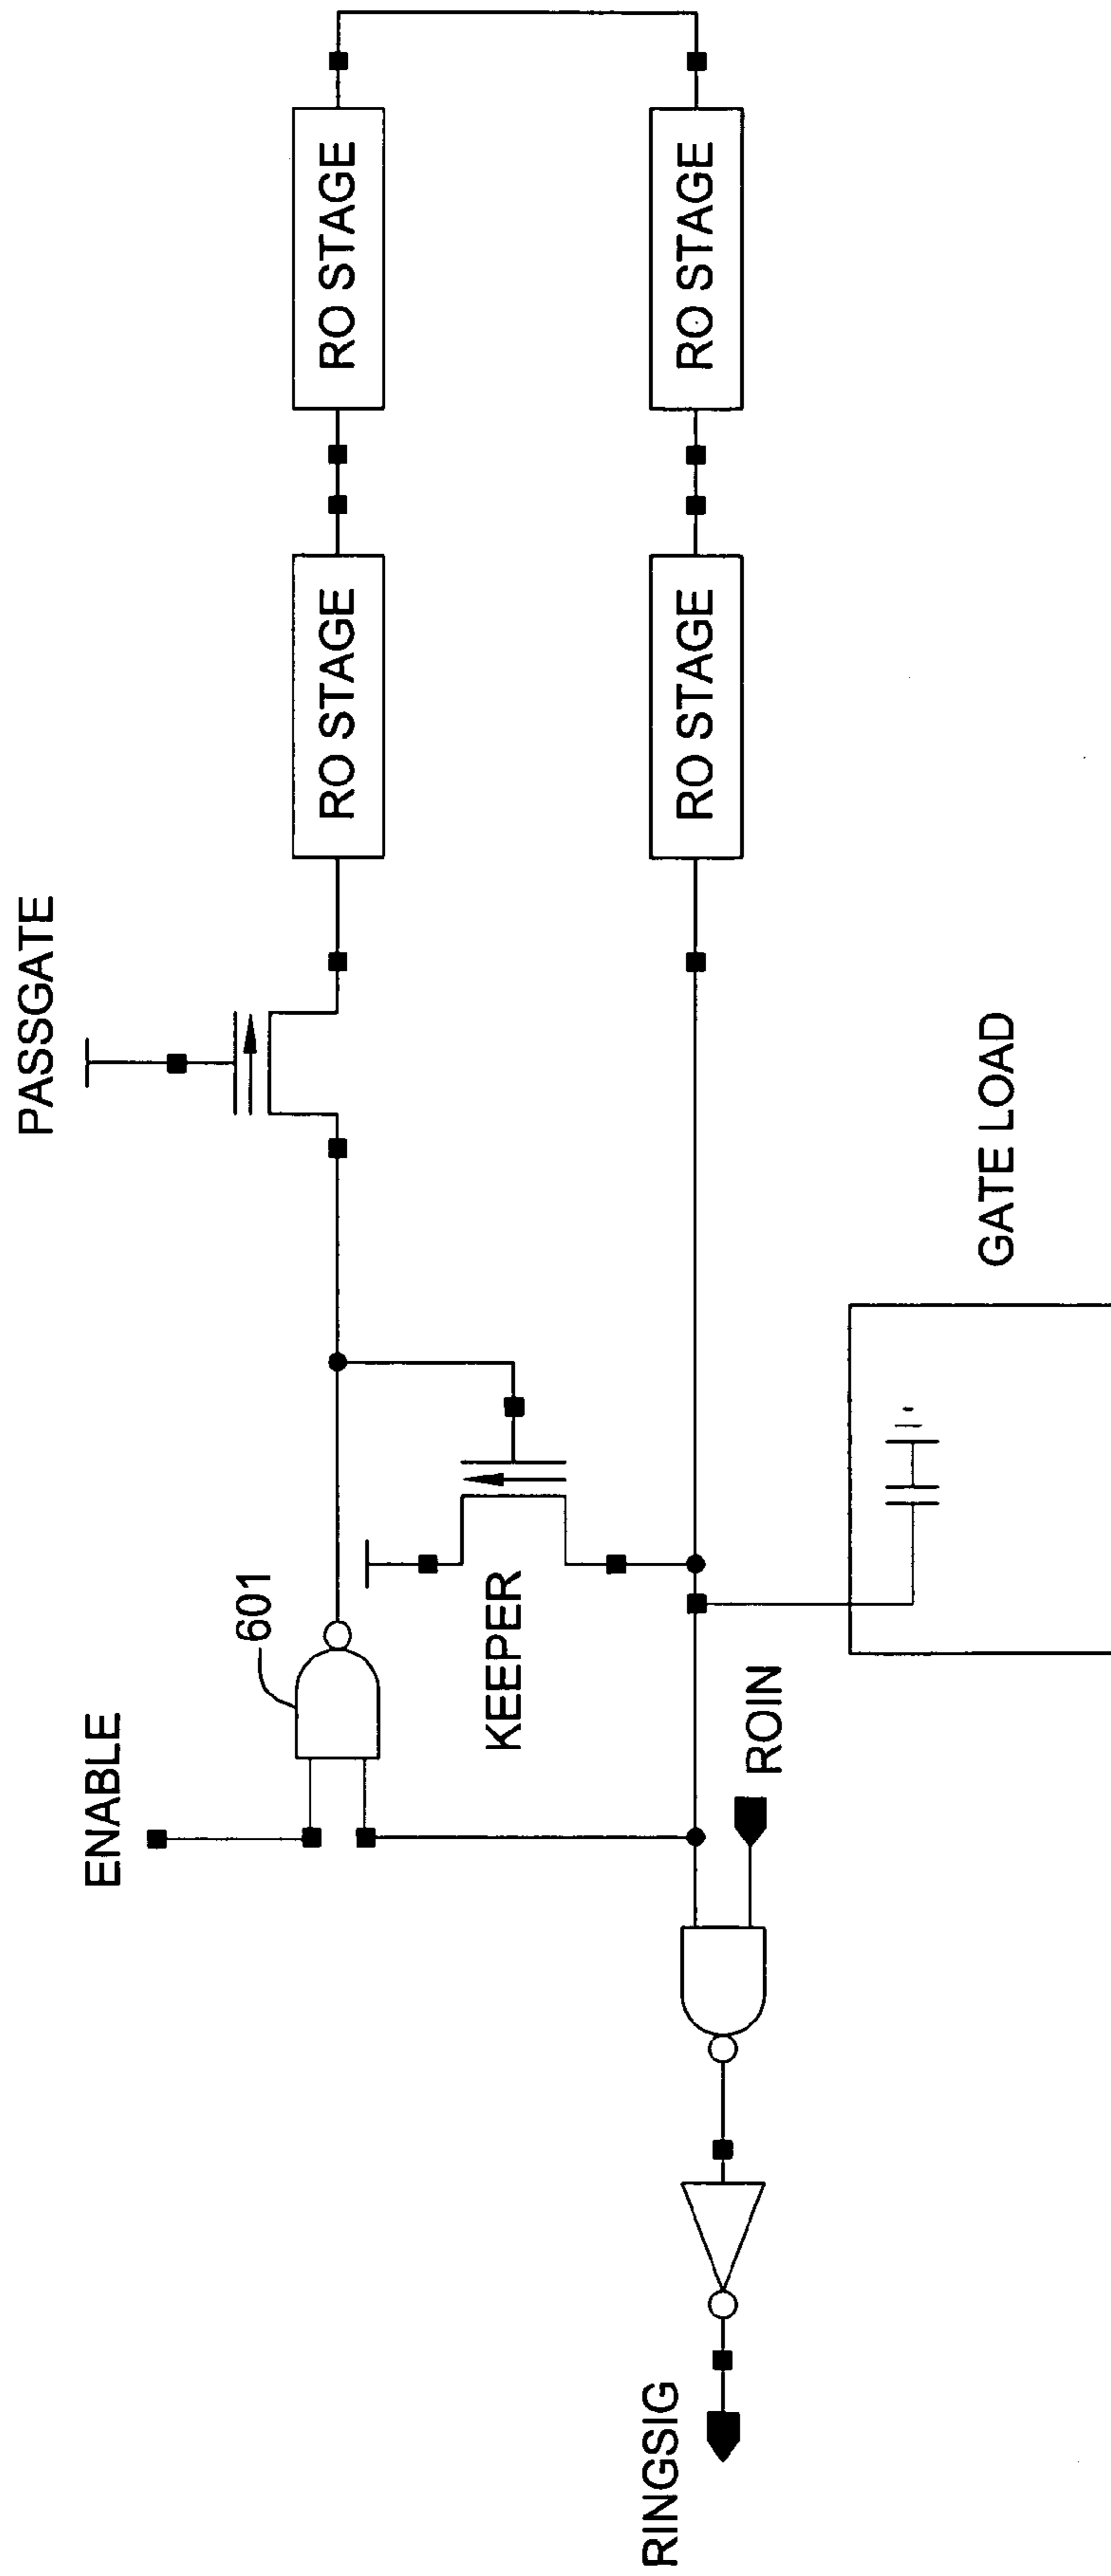 PASSGATE
RO STAGE
RO STAGE
ENABLE
601
KEEPER
RO STAGE
RO STAGE
ROIN
GATE LOAD
RINGSIG